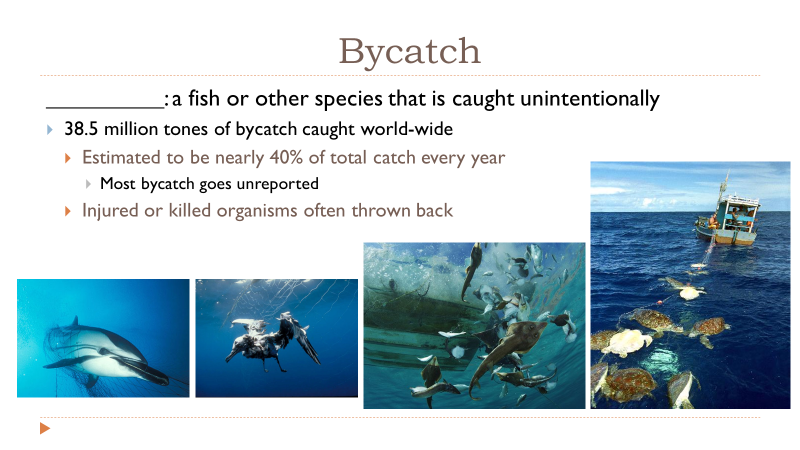 Bycatch
__________: a fish or other species that is caught unintentionally
38.5 million tones of bycatch caught world-wide
Estimated to be nearly 40% of total catch every year
Most bycatch goes unreported
Injured or killed organisms often thrown back